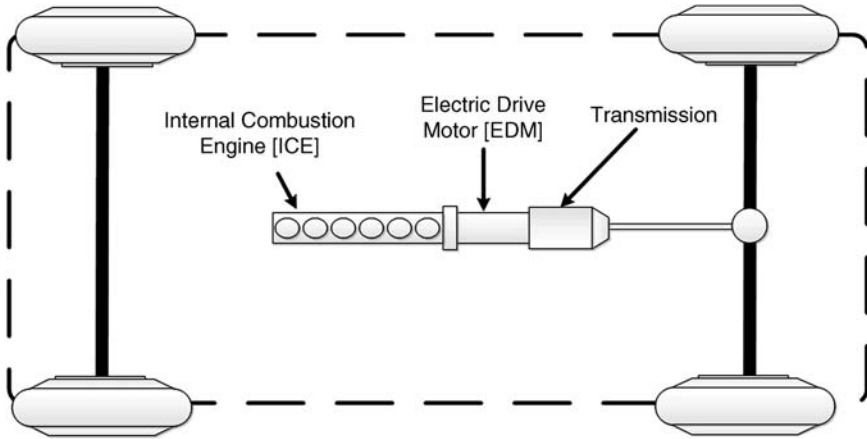 Internal Combustion
Engine [ICE]
Electric Drive
Motor [EDM]
Transmission